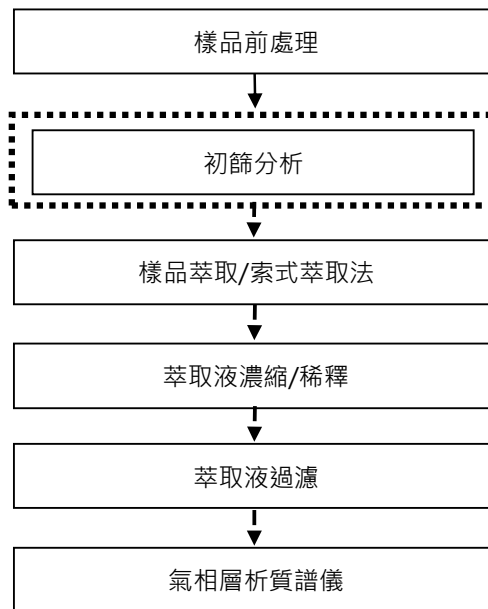 樣品前處理
初篩分析
樣品萃取/索式萃取法
萃取液濃縮/稀釋
萃取液過濾
氣相層析質譜儀